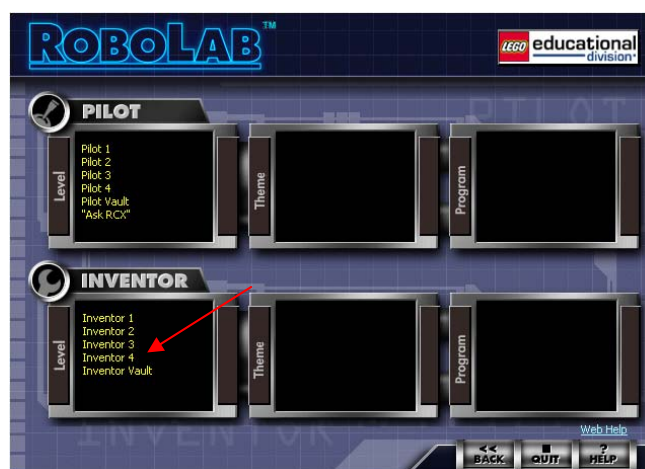 ROBOLAB™
LEGO educational
division
PILOT
Level
Pilot 1
Pilot 2
Pilot 3
Pilot 4
Pilot Vault
"Ask RCX"
Theme
Program
PILOT
INVENTOR
Level
Inventor 1
Inventor 2
Inventor 3
Inventor 4
Inventor Vault
Theme
Program
INVENTOR
Web Help
<< BACK
QUIT
? HELP